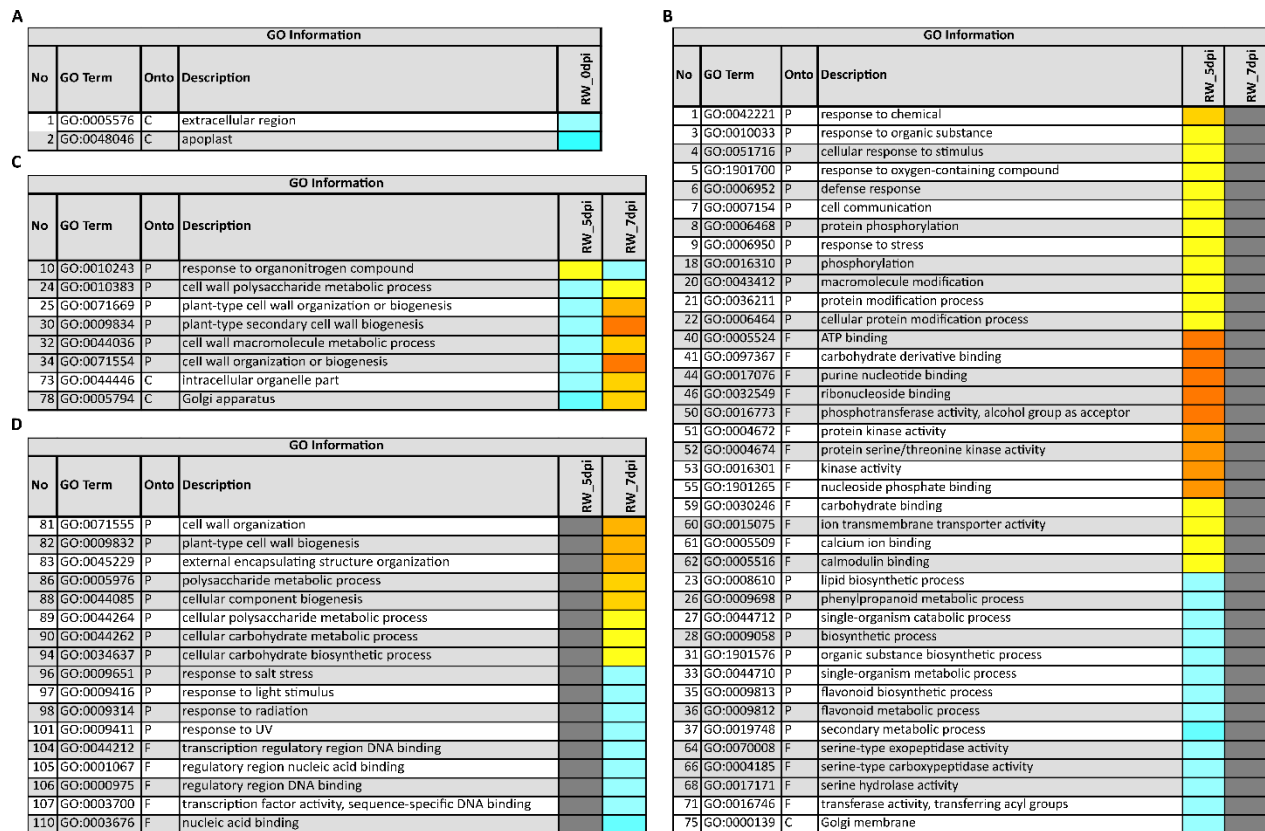 A
GO Information
No GO Term Onto Description RW_0dpi
1 GO:0005576 C extracellular region
2 GO:0048046 C apoplast
C
GO Information
No GO Term Onto Description RW_5dpi RW_7dpi
10 GO:0010243 P response to organonitrogen compound
24 GO:0010383 P cell wall polysaccharide metabolic process
25 GO:0071669 P plant-type cell wall organization or biogenesis
30 GO:0009834 P plant-type secondary cell wall biogenesis
32 GO:0044036 P cell wall macromolecule metabolic process
34 GO:0071554 P cell wall organization or biogenesis
73 GO:0044446 C intracellular organelle part
78 GO:0005794 C Golgi apparatus
D
GO Information
No GO Term Onto Description RW_5dpi RW_7dpi
81 GO:0071555 P cell wall organization
82 GO:0009832 P plant-type cell wall biogenesis
83 GO:0045229 P external encapsulating structure organization
86 GO:0005976 P polysaccharide metabolic process
88 GO:0044085 P cellular component biogenesis
89 GO:0044264 P cellular polysaccharide metabolic process
90 GO:0044262 P cellular carbohydrate metabolic process
94 GO:0034637 P cellular carbohydrate biosynthetic process
96 GO:0009651 P response to salt stress
97 GO:0009416 P response to light stimulus
98 GO:0009314 P response to radiation
101 GO:0009411 P response to UV
104 GO:0044212 F transcription regulatory region DNA binding
105 GO:0001067 F regulatory region nucleic acid binding
106 GO:0000975 F regulatory region DNA binding
107 GO:0003700 F transcription factor activity, sequence-specific DNA binding
110 GO:0003676 F nucleic acid binding
B
GO Information
No GO Term Onto Description RW_5dpi RW_7dpi
1 GO:0042221 P response to chemical
3 GO:0010033 P response to organic substance
4 GO:0051716 P cellular response to stimulus
5 GO:1901700 P response to oxygen-containing compound
6 GO:0006952 P defense response
7 GO:0007154 P cell communication
8 GO:0006468 P protein phosphorylation
9 GO:0006950 P response to stress
18 GO:0016310 P phosphorylation
20 GO:0043412 P macromolecule modification
21 GO:0036211 P protein modification process
22 GO:0006464 P cellular protein modification process
40 GO:0005524 F ATP binding
41 GO:0097367 F carbohydrate derivative binding
44 GO:0017076 F purine nucleotide binding
46 GO:0032549 F ribonucleoside binding
50 GO:0016773 F phosphotransferase activity, alcohol group as acceptor
51 GO:0004672 F protein kinase activity
52 GO:0004674 F protein serine/threonine kinase activity
53 GO:0016301 F kinase activity
55 GO:1901265 F nucleoside phosphate binding
59 GO:0030246 F carbohydrate binding
60 GO:0015075 F ion transmembrane transporter activity
61 GO:0005509 F calcium ion binding
62 GO:0005516 F calmodulin binding
23 GO:0008610 P lipid biosynthetic process
26 GO:0009698 P phenylpropanoid metabolic process
27 GO:0044712 P single-organism catabolic process
28 GO:0009058 P biosynthetic process
31 GO:1901576 P organic substance biosynthetic process
33 GO:0044710 P single-organism metabolic process
35 GO:0009813 P flavonoid biosynthetic process
36 GO:0009812 P flavonoid metabolic process
37 GO:0019748 P secondary metabolic process
64 GO:0070008 F serine-type exopeptidase activity
66 GO:0004185 F serine-type carboxypeptidase activity
68 GO:0017171 F serine hydrolase activity
71 GO:0016746 F transferase activity, transferring acyl groups
75 GO:0000139 C Golgi membrane